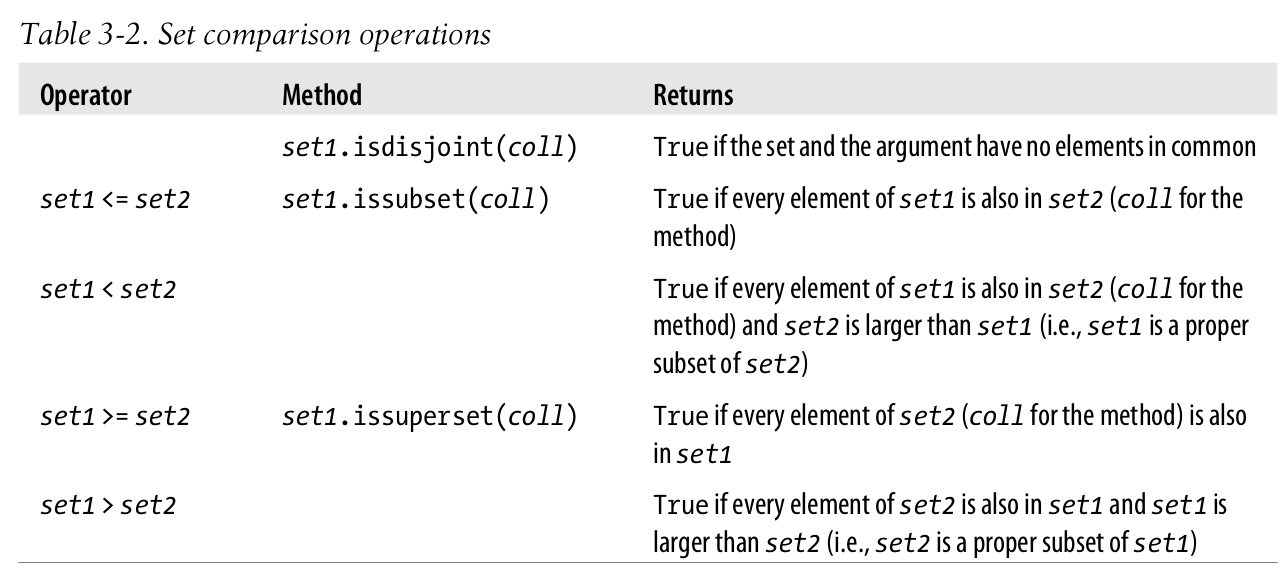 Table 3-2. Set comparison operations
Operator Method Returns
set1.isdisjoint(coll) True if the set and the argument have no elements in common
set1 <= set2 set1.issubset(coll) True if every element of set1 is also in set2 (coll for the
method)
set1 < set2 True if every element of set1 is also in set2 (coll for the
method) and set2 is larger than set1 (i.e., set1 is a proper
subset of set2)
set1 >= set2 set1.issuperset(coll) True if every element of set2 (coll for the method) is also
in set1
set1 > set2 True if every element of set2 is also in set1 and set1 is
larger than set2 (i.e., set2 is a proper subset of set1)